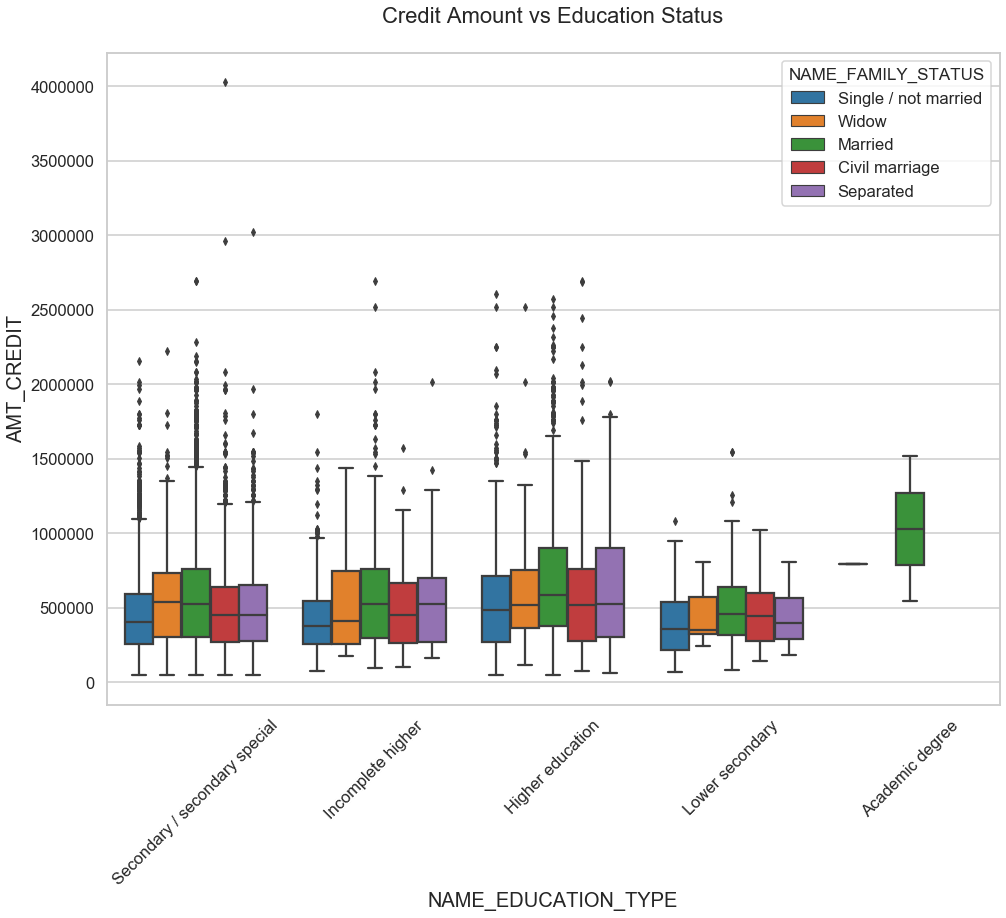 Credit Amount vs Education Status
NAME_FAMILY_STATUS
Single / not married
Widow
Married
Civil marriage
Separated
AMT_CREDIT
4000000
3500000
3000000
2500000
2000000
1500000
1000000
500000
0
Secondary / secondary special
Incomplete higher
Higher education
Lower secondary
Academic degree
NAME_EDUCATION_TYPE